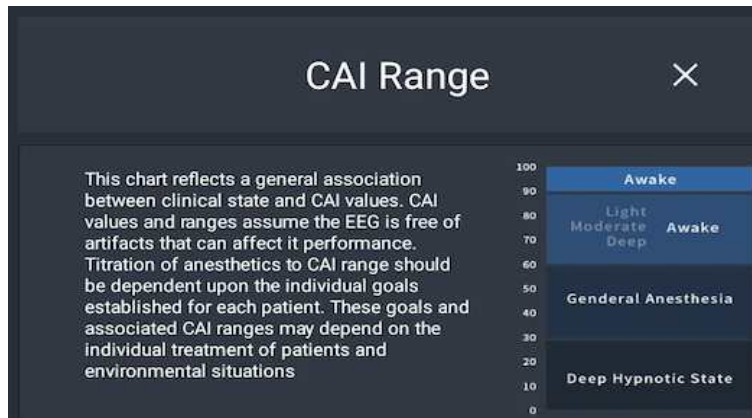 CAI Range
This chart reflects a general association
between clinical state and CAI values. CAI
values and ranges assume the EEG is free of
artifacts that can affect it performance.
Titration of anesthetics to CAI range should
be dependent upon the individual goals
established for each patient. These goals and
associated CAI ranges may depend on the
individual treatment of patients and
environmental situations
100
90
80
70
60
50
40
30
20
10
0
Awake
Light
Moderate
Deep
Awake
Genderal Anesthesia
Deep Hypnotic State